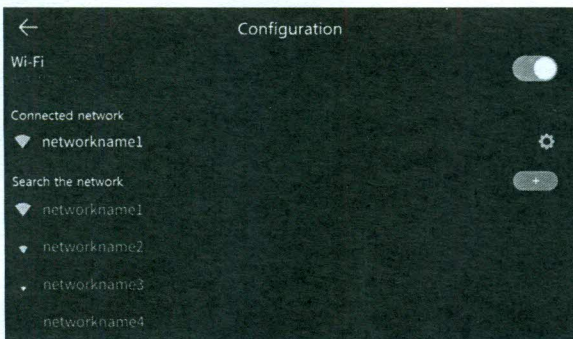 Configuration
Wi-Fi
Connected network
networkname1
Search the network
+
networkname1
networkname2
networkname3
networkname4